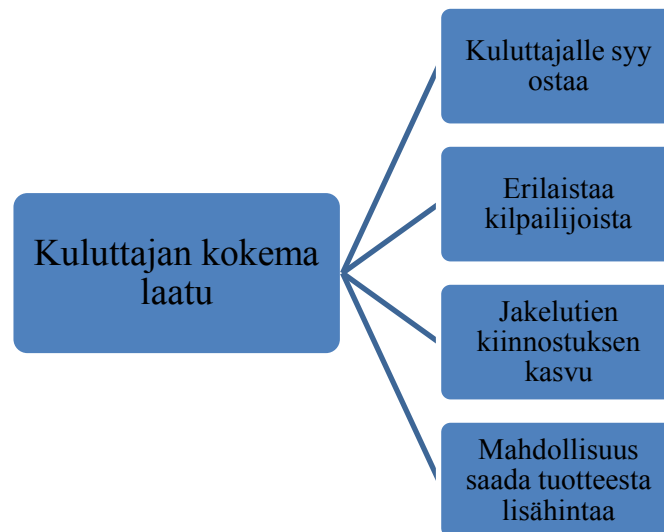 Kuluttajan kokema
laatu
Kuluttajalle syy
ostaa
Erilaistaa
kilpailijoista
Jakelutien
kiinnostuksen
kasvu
Mahdollisuus
saada tuotteesta
lisähintaa